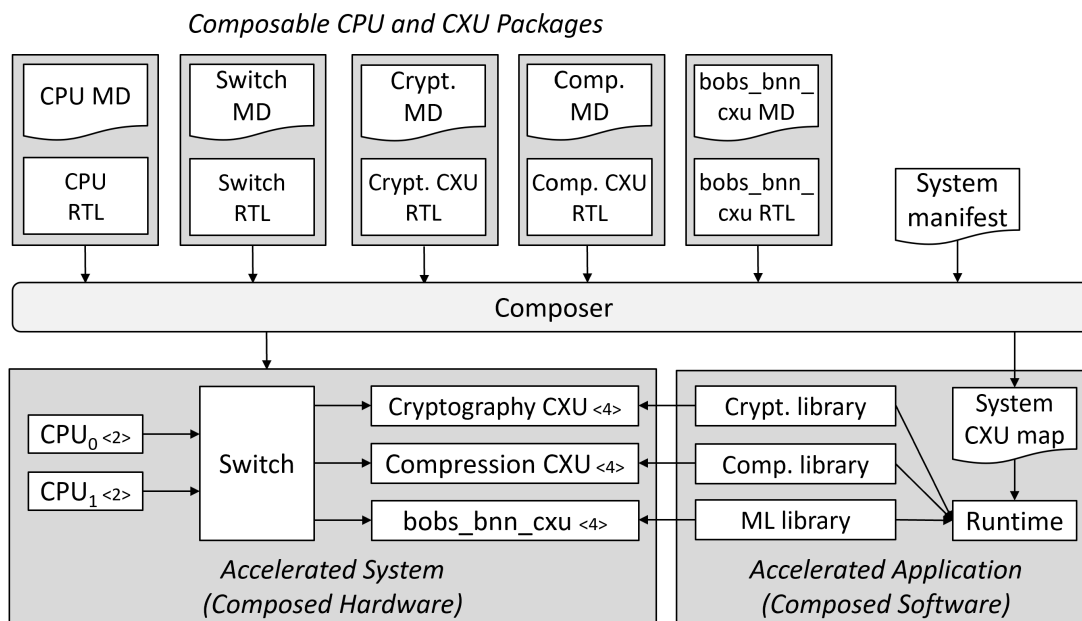 Composable CPU and CXU Packages
CPU MD
Switch
MD
Crypt.
MD
Comp.
MD
bobs_bnn_
cxu MD
CPU
RTL
Switch
RTL
Crypt. CXU
RTL
Comp. CXU
RTL
bobs_bnn_
cxu RTL
System
manifest
Composer
CPU0 <2>
CPU1 <2>
Switch
Cryptography CXU <4>
Compression CXU <4>
bobs_bnn_cxu <4>
Accelerated System
(Composed Hardware)
Crypt. library
Comp. library
ML library
System
CXU map
Runtime
Accelerated Application
(Composed Software)